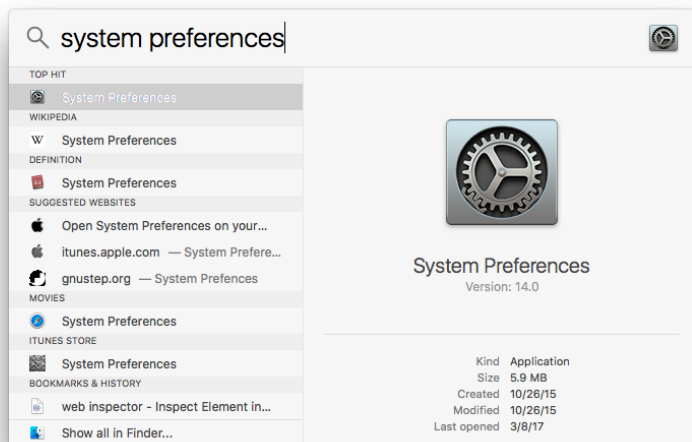 system preferences
TOP HIT
System Preferences
WIKIPEDIA
W System Preferences
DEFINITION
System Preferences
SUGGESTED WEBSITES
Open System Preferences on your...
itunes.apple.com — System Prefere...
gnustep.org — System Prefences
MOVIES
System Preferences
ITUNES STORE
System Preferences
BOOKMARKS & HISTORY
web inspector - Inspect Element in...
Show all in Finder...
System Preferences
Version: 14.0
Kind Application
Size 5.9 MB
Created 10/26/15
Modified 10/26/15
Last opened 3/8/17